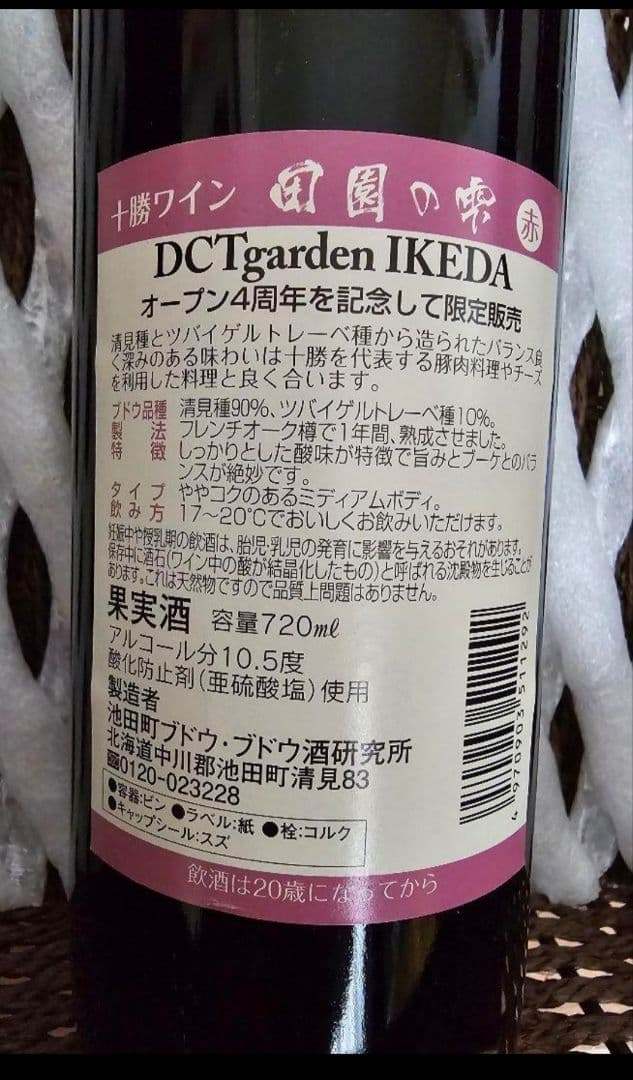 十勝ワイン 田園の雫 赤
DCTgarden IKEDA
オープン4周年を記念して限定販売
清見種とツバイゲルトレーベ種から造られたバランス良
く深みのある味わいは十勝を代表する豚肉料理やチーズ
を利用した料理と良く合います。
ブドウ品種 清見種90%、ツバイゲルトレーベ種10%。
製法 フレンチオーク樽で1年間、熟成させました。
特徴 しっかりとした酸味が特徴で旨みとブーケとのバラ
ンスが絶妙です。
タイプ ややコクのあるミディアムボディ。
飲み方 17～20℃でおいしくお飲みいただけます。
妊娠中や授乳期の飲酒は、胎児・乳児の発育に影響を与えるおそれがあります。
保存中に酒石(ワイン中の酸が結晶化したもの)と呼ばれる沈殿物を生じることが
あります。これは天然物ですので品質上問題はありません。
果実酒 容量720mℓ
アルコール分10.5度
酸化防止剤(亜硫酸塩)使用
製造者
池田町ブドウ・ブドウ酒研究所
北海道中川郡池田町清見83
0120-023228
●容器:ビン ●ラベル:紙 ●栓:コルク
●キャップシール:スズ
4970903511292
飲酒は20歳になってから